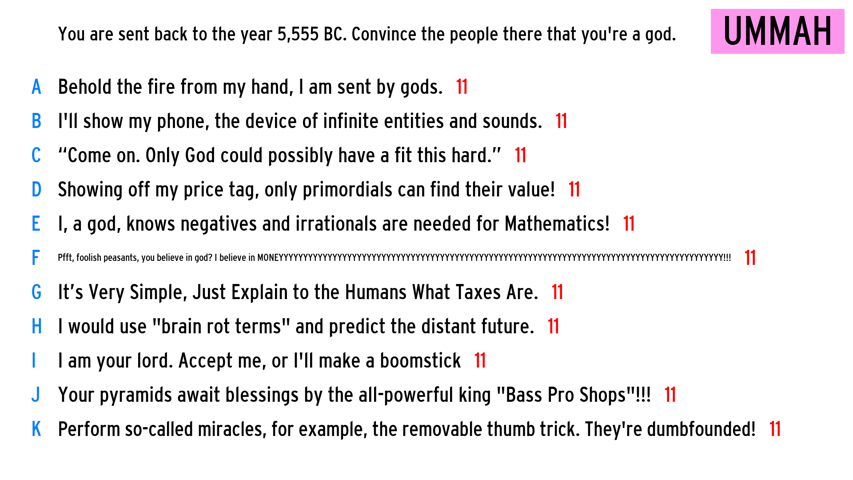 You are sent back to the year 5,555 BC. Convince the people there that you're a god.
UMMAH
A Behold the fire from my hand, I am sent by gods. 11
B I'll show my phone, the device of infinite entities and sounds. 11
C “Come on. Only God could possibly have a fit this hard.” 11
D Showing off my price tag, only primordials can find their value! 11
E I, a god, knows negatives and irrationals are needed for Mathematics! 11
F Pfft, foolish peasants, you believe in god? I believe in MONEYYYYYYYYYYYYYYYYYYYYYYYYYYYYYYYYYYYYYYYYYYYYYYYYYYYYYYYYYYYYYYYYYYYYYYYYYYYYYYYYYYYYYYYYYYYYY!!! 11
G It’s Very Simple, Just Explain to the Humans What Taxes Are. 11
H I would use "brain rot terms" and predict the distant future. 11
I I am your lord. Accept me, or I'll make a boomstick 11
J Your pyramids await blessings by the all-powerful king "Bass Pro Shops"!!! 11
K Perform so-called miracles, for example, the removable thumb trick. They're dumbfounded! 11